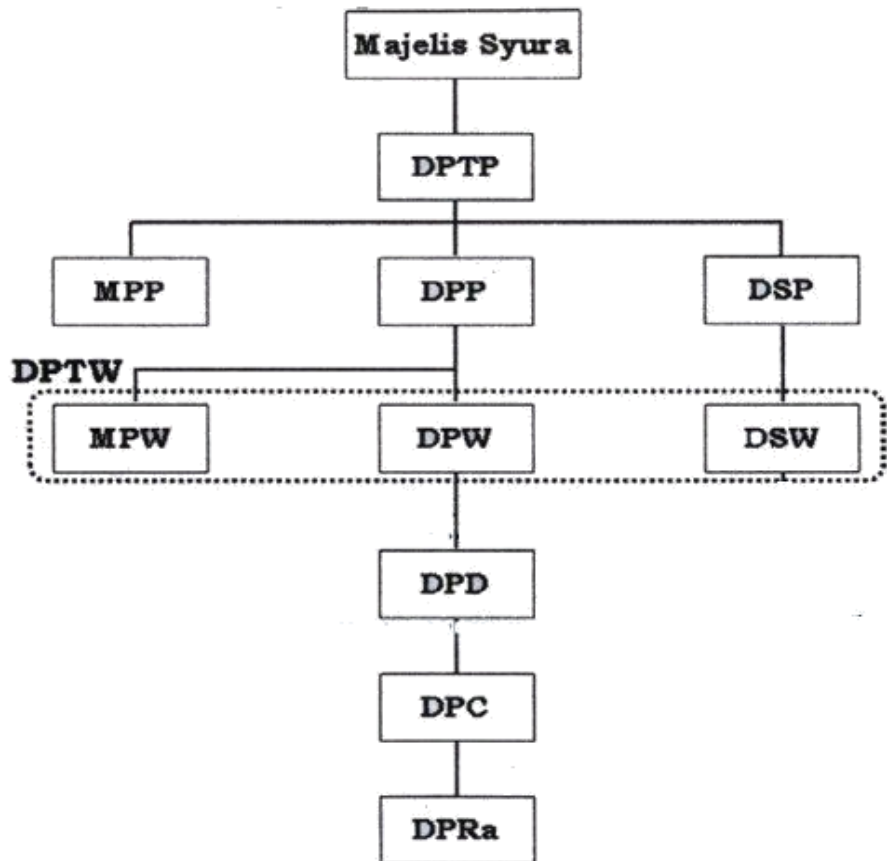 Majelis Syura
DPTP
MPP
DPP
DSP
DPTW
MPW
DPW
DSW
DPD
DPC
DPRa